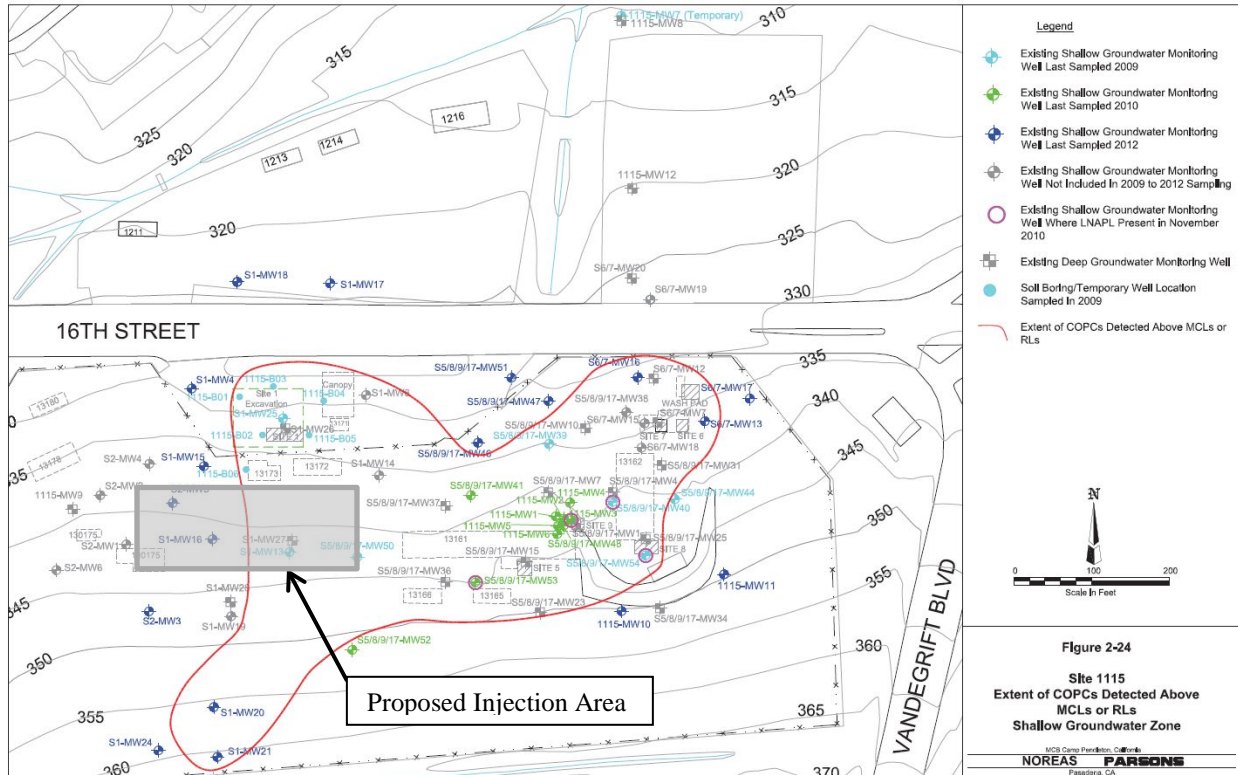 1115-MW7 (Temporary)
1115-MW8
310
315
315
325
320
1216
1214
1213
1115-MW12
320
1211
320
325
S1-MW18
S1-MW17
S6/7-MW20
S6/7-MW19
330
16TH STREET
335
S5/8/9/17-MW51
S6/7-MW16
S6/7-MW12
S1-MW4
1115-B03
Canopy
S6/7-MW17
1115-B01
Site 1
Excavation
1115-B04
S5/8/9/17-MW47
S5/8/9/17-MW38
WASH PAD
340
13180
S1-MW25
13171
S5/8/9/17-MW10
S6/7-MW15
S6/7-MW7
S6/7-MW13
1115-B02
1115-B05
S5/8/9/17-MW39
SITE 7
SITE 6
S6/7-MW18
345
S2-MW4
S1-MW15
1115-B06
13173
13172
S1-MW14
13162
S5/8/9/17-MW31
335
1115-MW9
S5/8/9/17-MW41
S5/8/9/17-MW7
S5/8/9/17-MW4
S5/8/9/17-MW44
S5/8/9/17-MW37
1115-MW2
1115-MW4
S5/8/9/17-MW40
350
1115-MW1
1115-MW3
1115-MW5
S1-MW16
S1-MW27
13161
1115-MW6
S5/8/9/17-MW1
S5/8/9/17-MW25
130175
S1-MW13
S5/8/9/17-MW50
S5/8/9/17-MW48
SITE 8
S2-MW6
S5/8/9/17-MW15
SITE 5
S5/8/9/17-MW54
355
S5/8/9/17-MW36
S5/8/9/17-MW53
1115-MW11
345
13166
13165
S2-MW3
S1-MW19
S5/8/9/17-MW23
1115-MW10
S5/8/9/17-MW34
350
S5/8/9/17-MW52
360
Proposed Injection Area
S1-MW20
355
365
S1-MW24
S1-MW21
360
370
VANDEGRIFT BLVD
Legend
Existing Shallow Groundwater Monitoring
Well Last Sampled 2009
Existing Shallow Groundwater Monitoring
Well Last Sampled 2010
Existing Shallow Groundwater Monitoring
Well Last Sampled 2012
Existing Shallow Groundwater Monitoring
Well Not Included In 2009 to 2012 Sampling
Existing Shallow Groundwater Monitoring
Well Where LNAPL Present in November
2010
Existing Deep Groundwater Monitoring Well
Soil Boring/Temporary Well Location
Sampled In 2009
Extent of COPCs Detected Above MCLs or
RLs
N
0 100 200
Scale In Feet
Figure 2-24
Site 1115
Extent of COPCs Detected Above
MCLs or RLs
Shallow Groundwater Zone
MCB Camp Pendleton, California
NOREAS PARSONS
Pasadena, CA